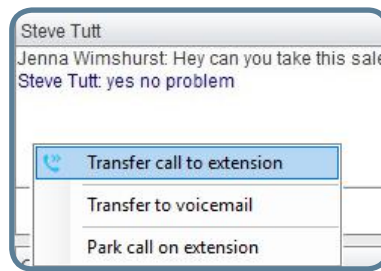 Steve Tutt
Jenna Wimshurst: Hey can you take this sale
Steve Tutt: yes no problem
Transfer call to extension
Transfer to voicemail
Park call on extension